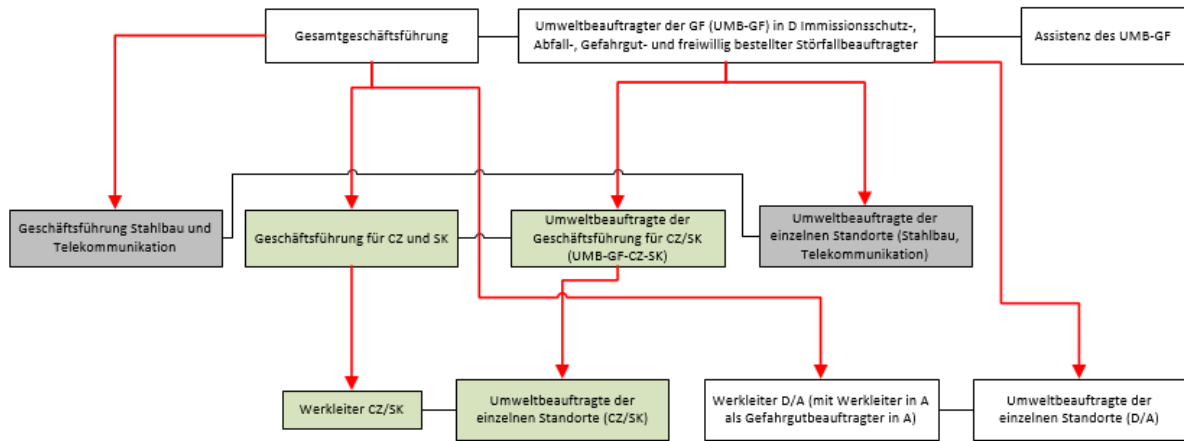 Gesamtgeschäftsführung
Umweltbeauftragter der GF (UMB-GF) in D Immissionsschutz-,
Abfall-, Gefahrgut- und freiwillig bestellter Störfallbeauftragter
Assistenz des UMB-GF
Geschäftsführung Stahlbau und
Telekommunikation
Geschäftsführung für CZ und SK
Umweltbeauftragte der
Geschäftsführung für CZ/SK
(UMB-GF-CZ-SK)
Umweltbeauftragte der
einzelnen Standorte (Stahlbau,
Telekommunikation)
Werkleiter CZ/SK
Umweltbeauftragte der
einzelnen Standorte (CZ/SK)
Werkleiter D/A (mit Werkleiter in A
als Gefahrgutbeauftragter in A)
Umweltbeauftragte der
einzelnen Standorte (D/A)